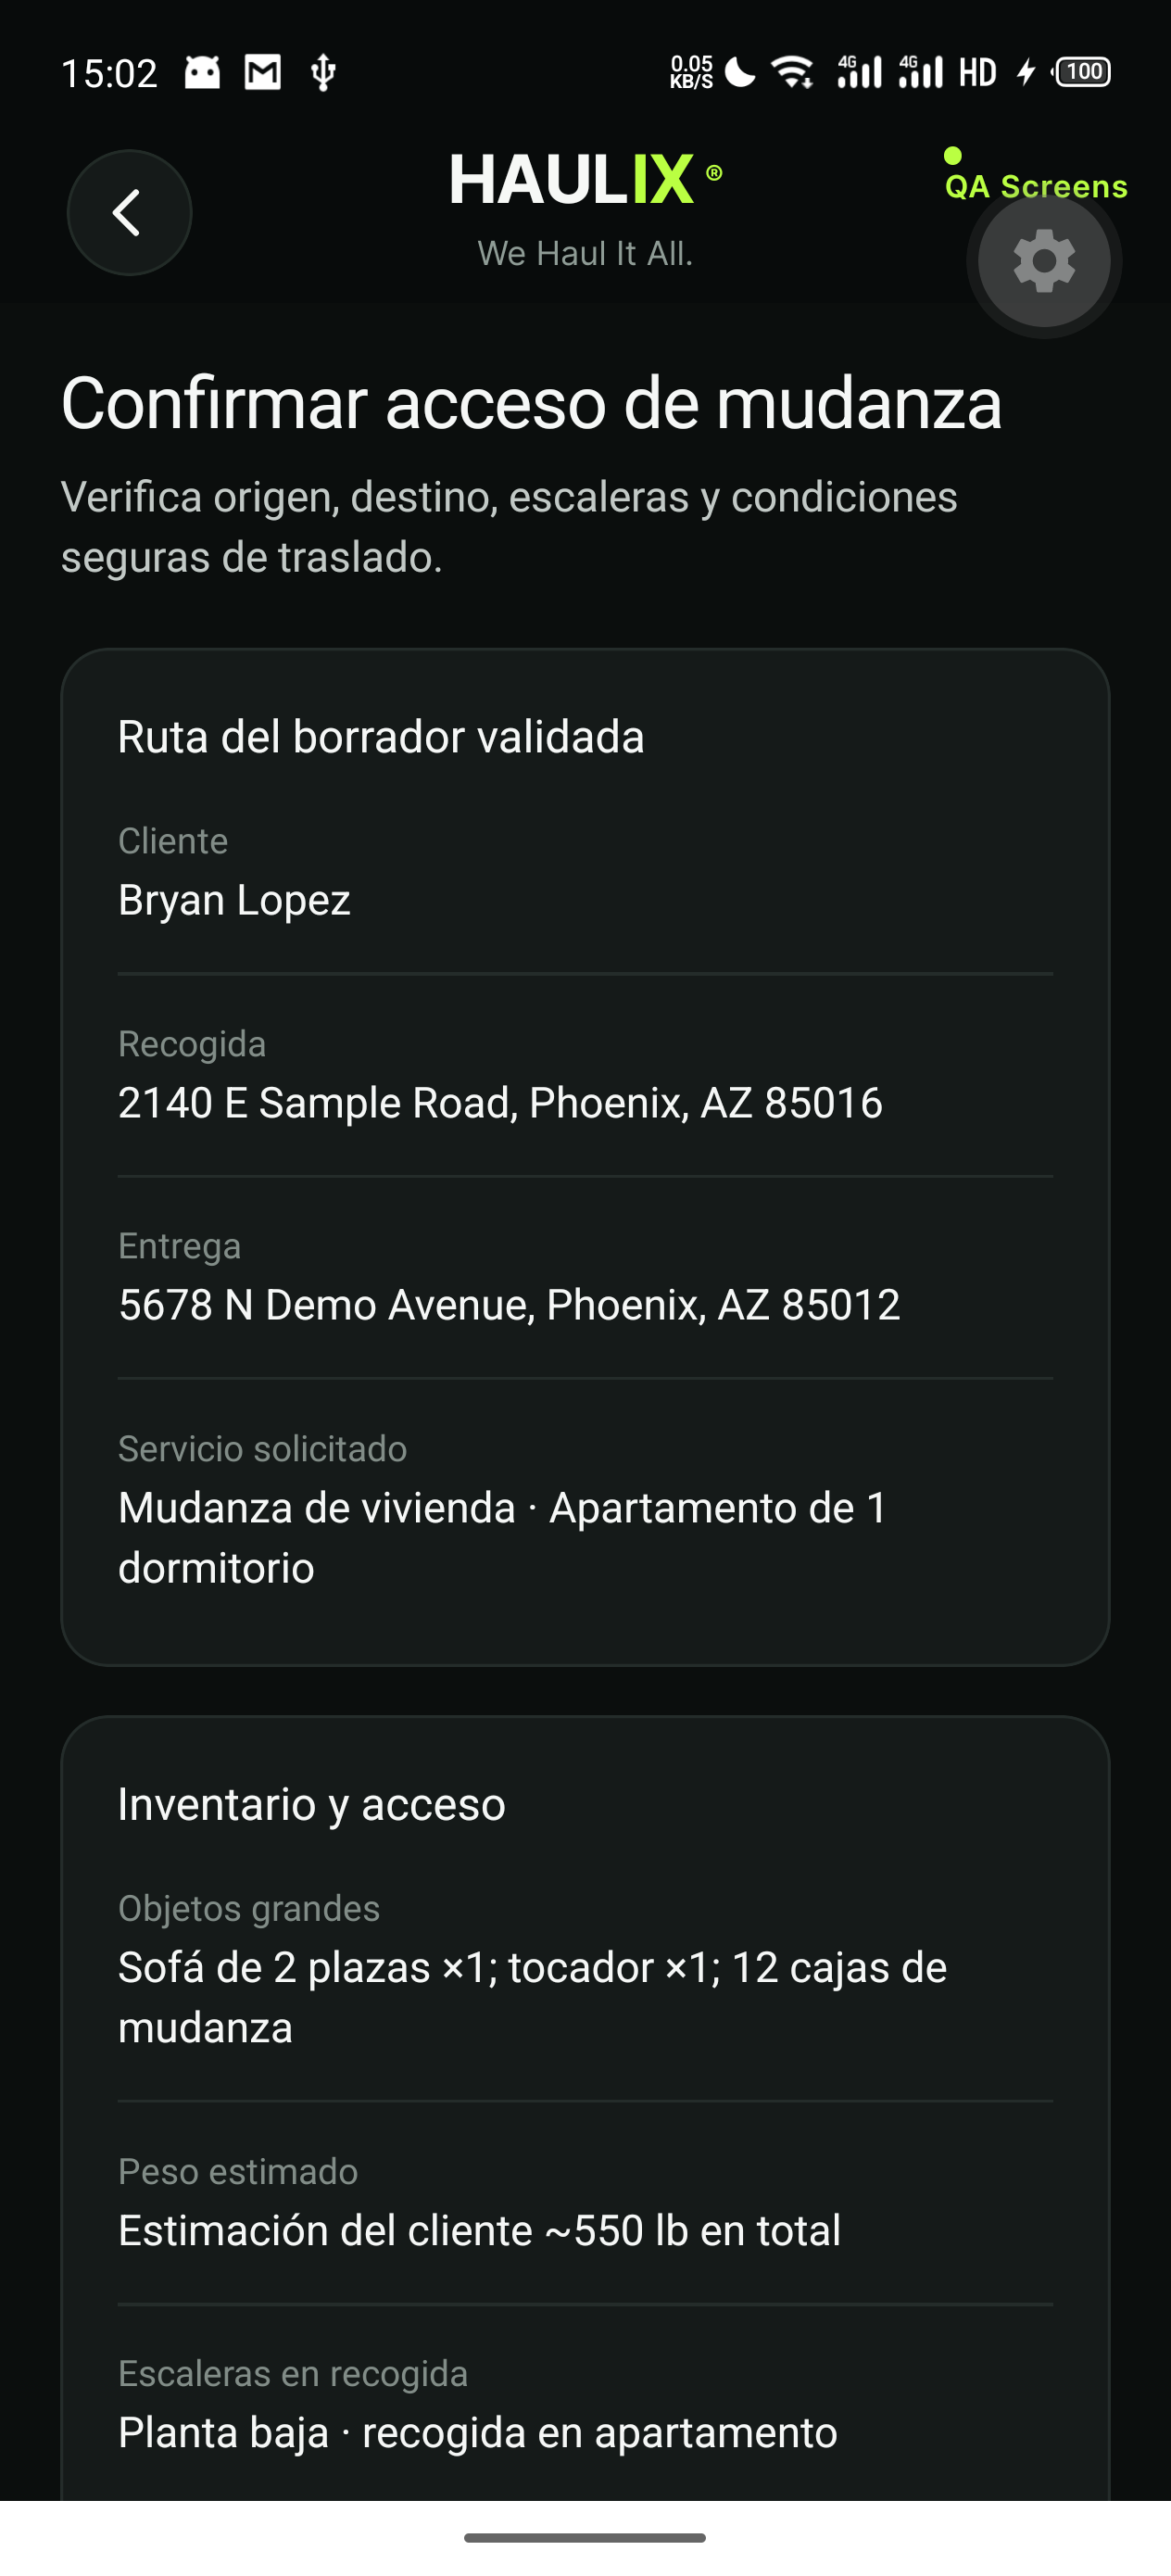 15:02
0.05
KB/S
4G
4G
HD
100
HAULIX®
We Haul It All.
QA Screens
Confirmar acceso de mudanza
Verifica origen, destino, escaleras y condiciones
seguras de traslado.
Ruta del borrador validada
Cliente
Bryan Lopez
Recogida
2140 E Sample Road, Phoenix, AZ 85016
Entrega
5678 N Demo Avenue, Phoenix, AZ 85012
Servicio solicitado
Mudanza de vivienda · Apartamento de 1
dormitorio
Inventario y acceso
Objetos grandes
Sofá de 2 plazas ×1; tocador ×1; 12 cajas de
mudanza
Peso estimado
Estimación del cliente ~550 lb en total
Escaleras en recogida
Planta baja · recogida en apartamento